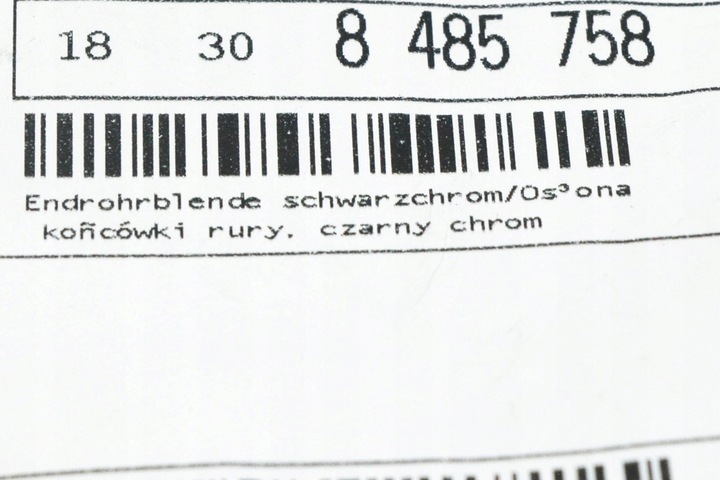 18 30 8 485 758
Endrohrblende schwarzchrom/Os³ona
końcówki rury, czarny chrom